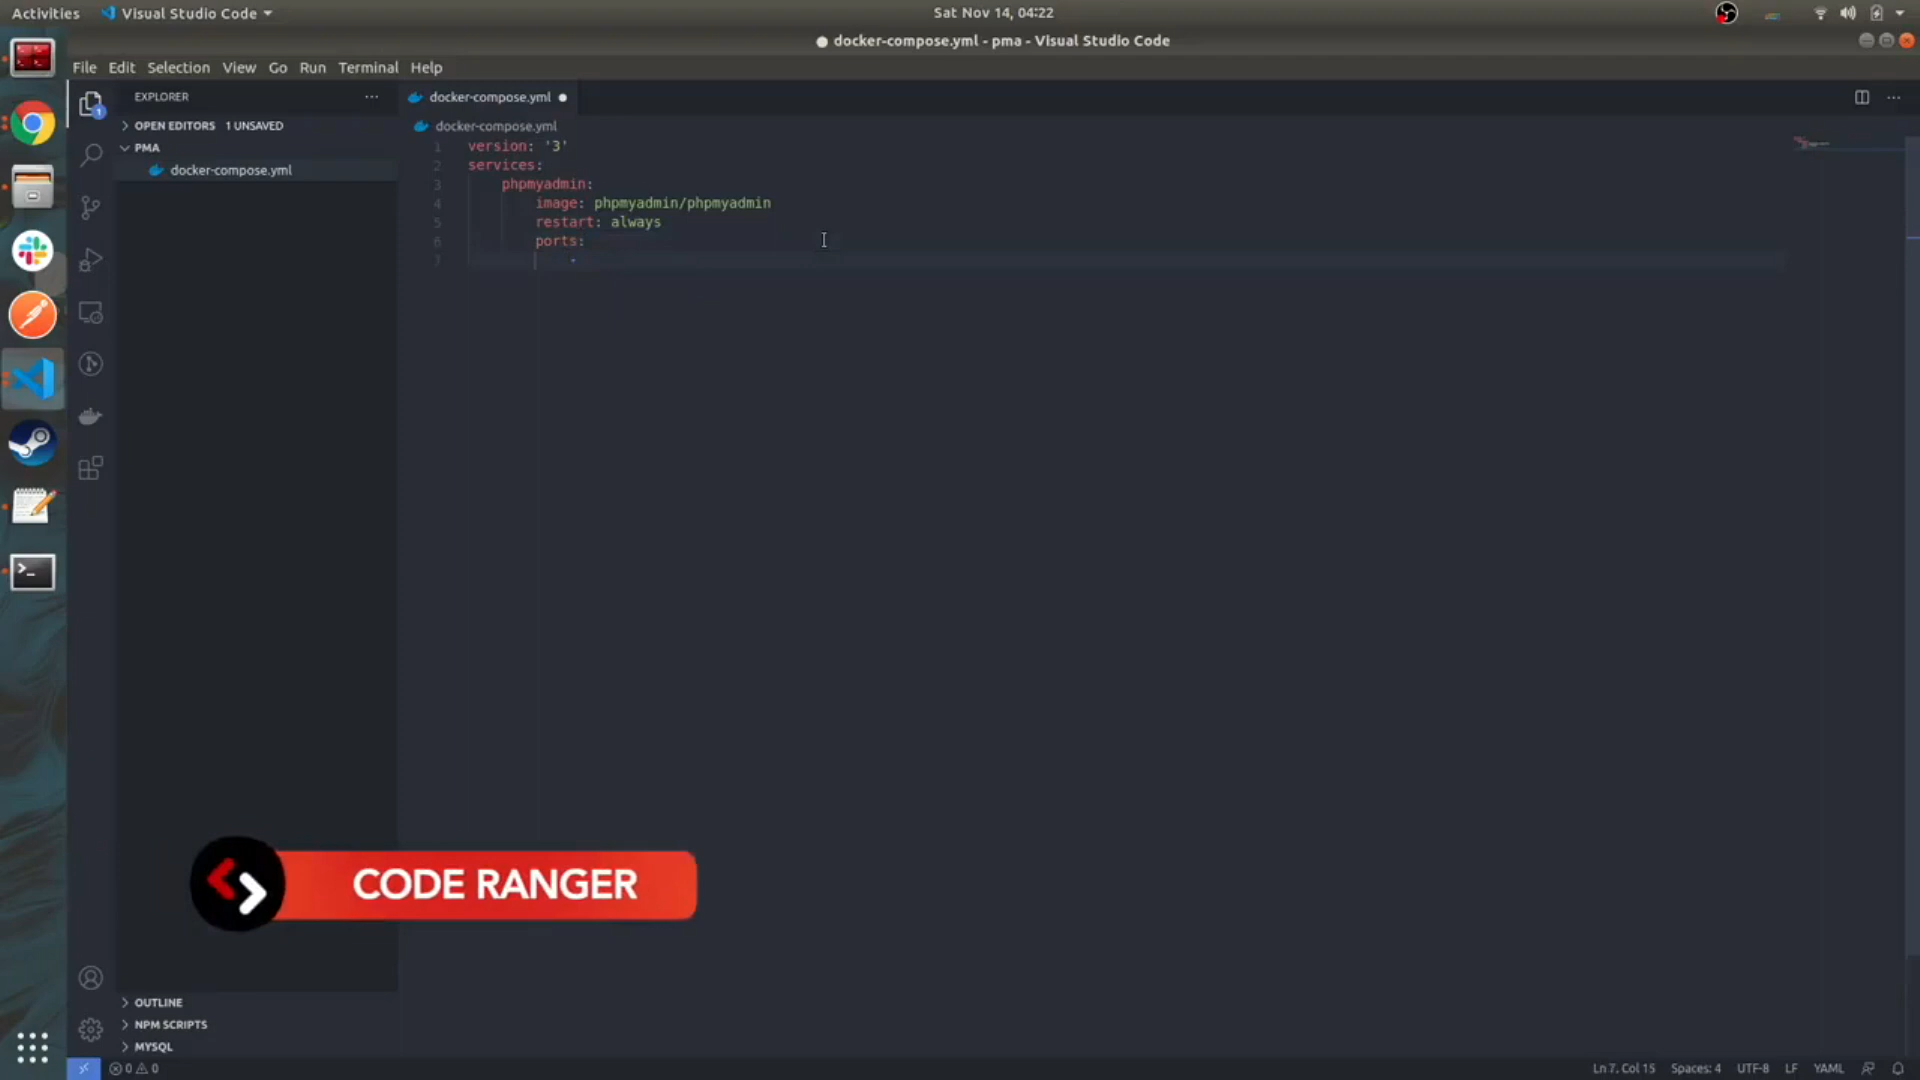 Activities
Visual Studio Code
Sat Nov 14, 04:22
docker-compose.yml - pma - Visual Studio Code
File Edit Selection View Go Run Terminal Help
EXPLORER
docker-compose.yml
OPEN EDITORS 1 UNSAVED
docker-compose.yml
PMA
docker-compose.yml
1 version: '3'
2 services:
3 phpmyadmin:
4 image: phpmyadmin/phpmyadmin
5 restart: always
6 ports:
7 -
1
CODE RANGER
OUTLINE
NPM SCRIPTS
MYSQL
0 0
Ln 7, Col 15 Spaces: 4 UTF-8 LF YAML